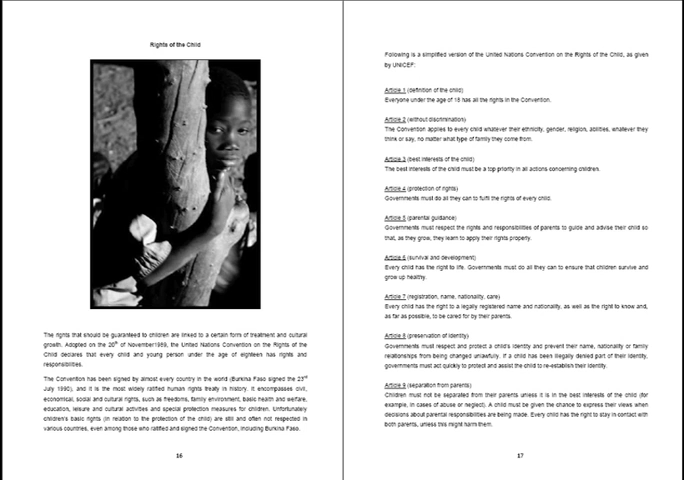 Rights of the Child
The rights that should be guaranteed to children are linked to a certain form of treatment and cultural
growth. Adopted on the 20th of November1989, the United Nations Convention on the Rights of the
Child declares that every child and young person under the age of eighteen has rights and
responsibilities.
The Convention has been signed by almost every country in the world (Burkina Faso signed the 23rd
July 1990), and it is the most widely ratified human rights treaty in history. It encompasses civil,
economical, social and cultural rights, such as freedoms, family environment, basic health and welfare,
education, leisure and cultural activities and special protection measures for children. Unfortunately
children's basic rights (in relation to the protection of the child) are still and often not respected in
various countries, even among those who ratified and signed the Convention, including Burkina Faso.
16
Following is a simplified version of the United Nations Convention on the Rights of the Child, as given
by UNICEF:
Article 1 (definition of the child)
Everyone under the age of 18 has all the rights in the Convention.
Article 2 (without discrimination)
The Convention applies to every child whatever their ethnicity, gender, religion, abilities, whatever they
think or say, no matter what type of family they come from.
Article 3 (best interests of the child)
The best interests of the child must be a top priority in all actions concerning children.
Article 4 (protection of rights)
Governments must do all they can to fulfil the rights of every child.
Article 5 (parental guidance)
Governments must respect the rights and responsibilities of parents to guide and advise their child so
that, as they grow, they learn to apply their rights properly.
Article 6 (survival and development)
Every child has the right to life. Governments must do all they can to ensure that children survive and
grow up healthy.
Article 7 (registration, name, nationality, care)
Every child has the right to a legally registered name and nationality, as well as the right to know and,
as far as possible, to be cared for by their parents.
Article 8 (preservation of identity)
Governments must respect and protect a child's identity and prevent their name, nationality or family
relationships from being changed unlawfully. If a child has been illegally denied part of their identity,
governments must act quickly to protect and assist the child to re-establish their identity.
Article 9 (separation from parents)
Children must not be separated from their parents unless it is in the best interests of the child (for
example, in cases of abuse or neglect). A child must be given the chance to express their views when
decisions about parental responsibilities are being made. Every child has the right to stay in contact with
both parents, unless this might harm them.
17